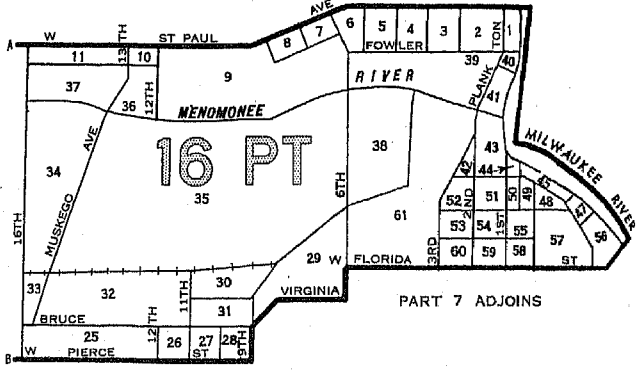 A W ST PAUL AVE
6 5 4 3 2 1
8 7 FOWLER TON
13TH
11 10 9 39 40
37 36 12TH RIVER PLANK 41
MENOMONEE
AVE
34 16 PT 38 43
MILWAUKEE RIVER
35 42 44 45
MUSKEGO 6TH 52 2ND 51 50 49 48 47
16TH 61 53 54 1ST 55 56
29 W FLORIDA 3RD 60 59 58 57 ST
33 32 11TH 30 VIRGINIA
31 PART 7 ADJOINS
BRUCE
25 12TH 26 27 28 9TH
B W PIERCE ST